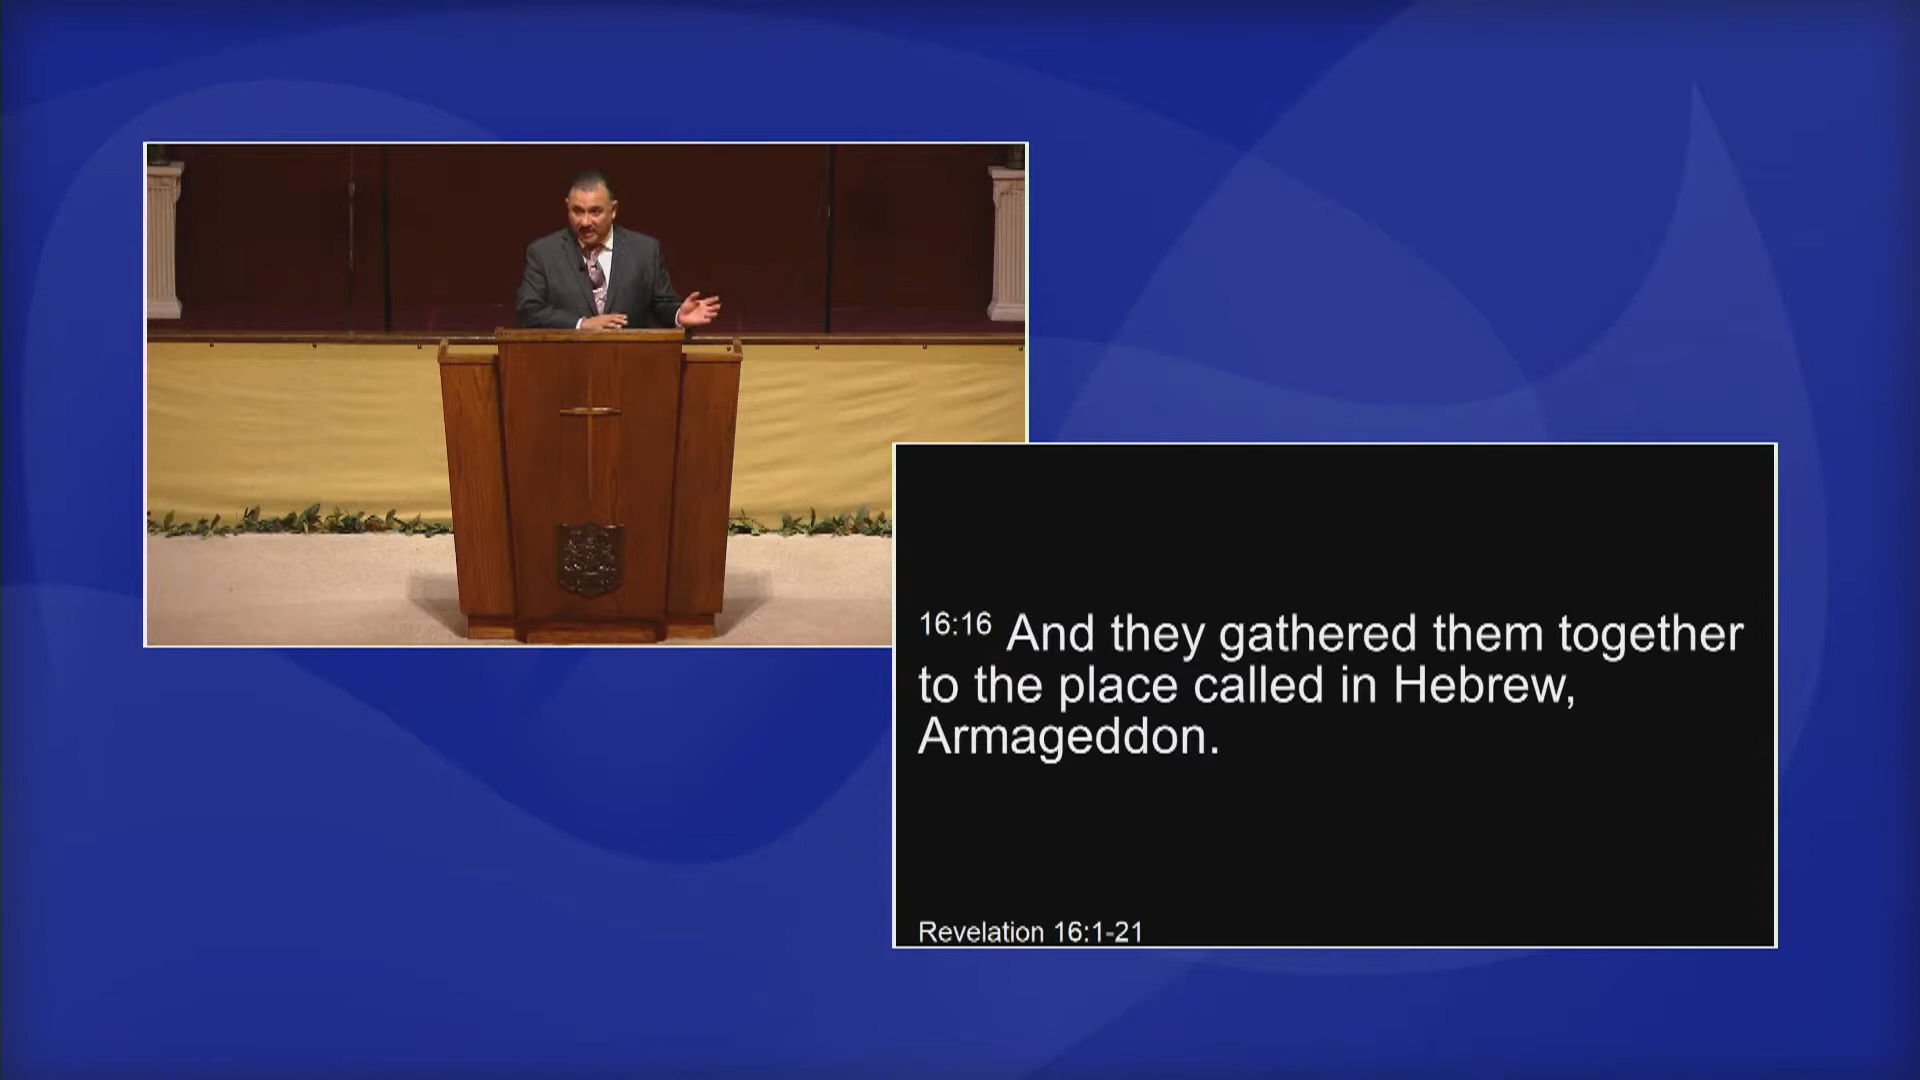 16:16 And they gathered them together
to the place called in Hebrew,
Armageddon.
Revelation 16:1-21